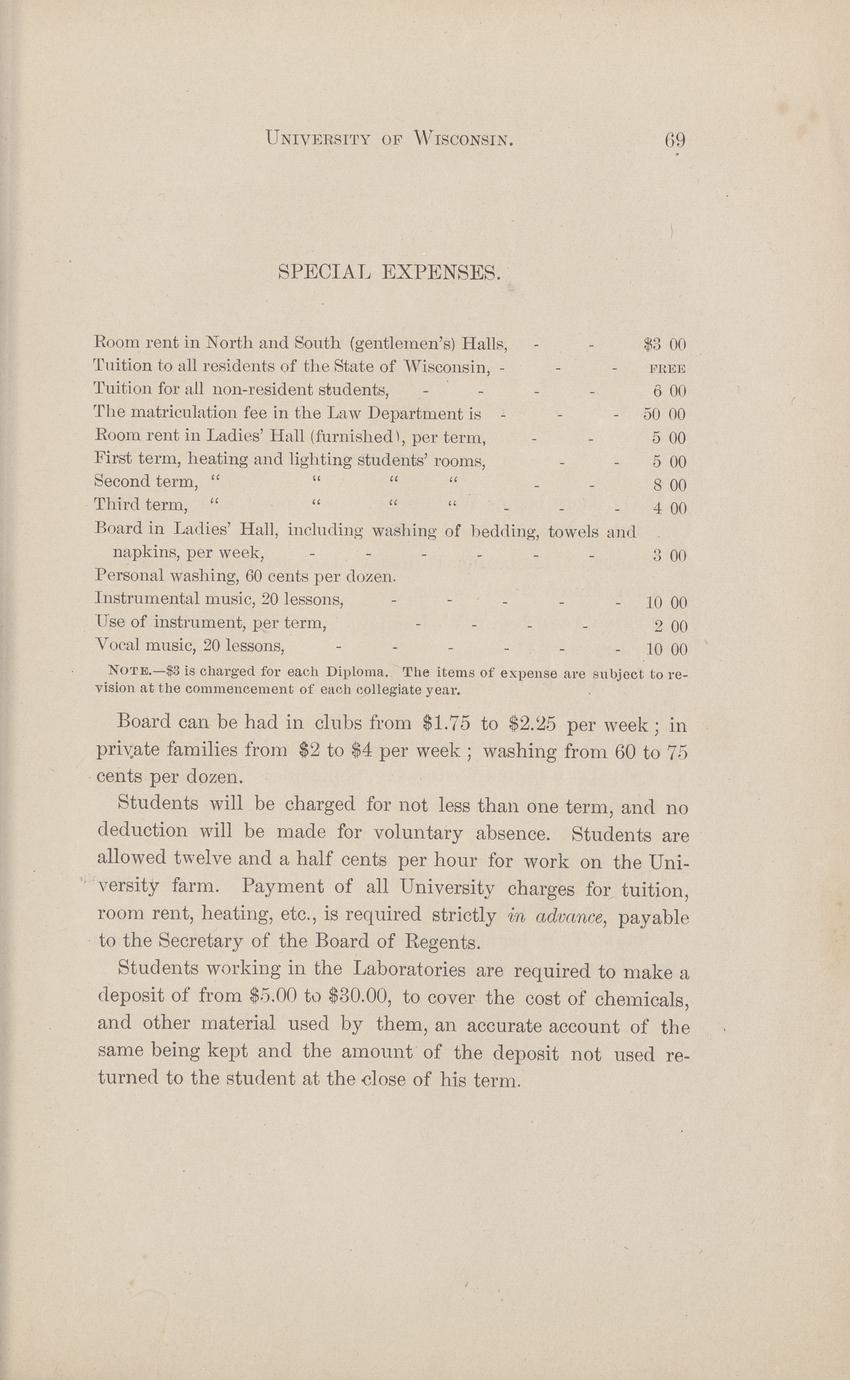 UNIVERSITY OF WISCONSIN. 69
SPECIAL EXPENSES.
Room rent in North and South (gentlemen's) Halls, - - $3 00
Tuition to all residents of the State of Wisconsin, - - - FREE
Tuition for all non-resident students, - - - - 6 00
The matriculation fee in the Law Department is - - - 50 00
Room rent in Ladies' Hall (furnished), per term, - - 5 00
First term, heating and lighting students' rooms, - - 5 00
Second term, " " " " - - 8 00
Third term, " " " " - - - 4 00
Board in Ladies' Hall, including washing of bedding, towels and
napkins, per week, - - - - - - 3 00
Personal washing, 60 cents per dozen.
Instrumental music, 20 lessons, - - - - - 10 00
Use of instrument, per term, - - - - 2 00
Vocal music, 20 lessons, - - - - - - 10 00
NOTE.—$3 is charged for each Diploma. The items of expense are subject to re-
vision at the commencement of each collegiate year.
Board can be had in clubs from $1.75 to $2.25 per week; in
private families from $2 to $4 per week; washing from 60 to 75
cents per dozen.
Students will be charged for not less than one term, and no
deduction will be made for voluntary absence. Students are
allowed twelve and a half cents per hour for work on the Uni-
versity farm. Payment of all University charges for tuition,
room rent, heating, etc., is required strictly in advance, payable
to the Secretary of the Board of Regents.
Students working in the Laboratories are required to make a
deposit of from $5.00 to $30.00, to cover the cost of chemicals,
and other material used by them, an accurate account of the
same being kept and the amount of the deposit not used re-
turned to the student at the close of his term.